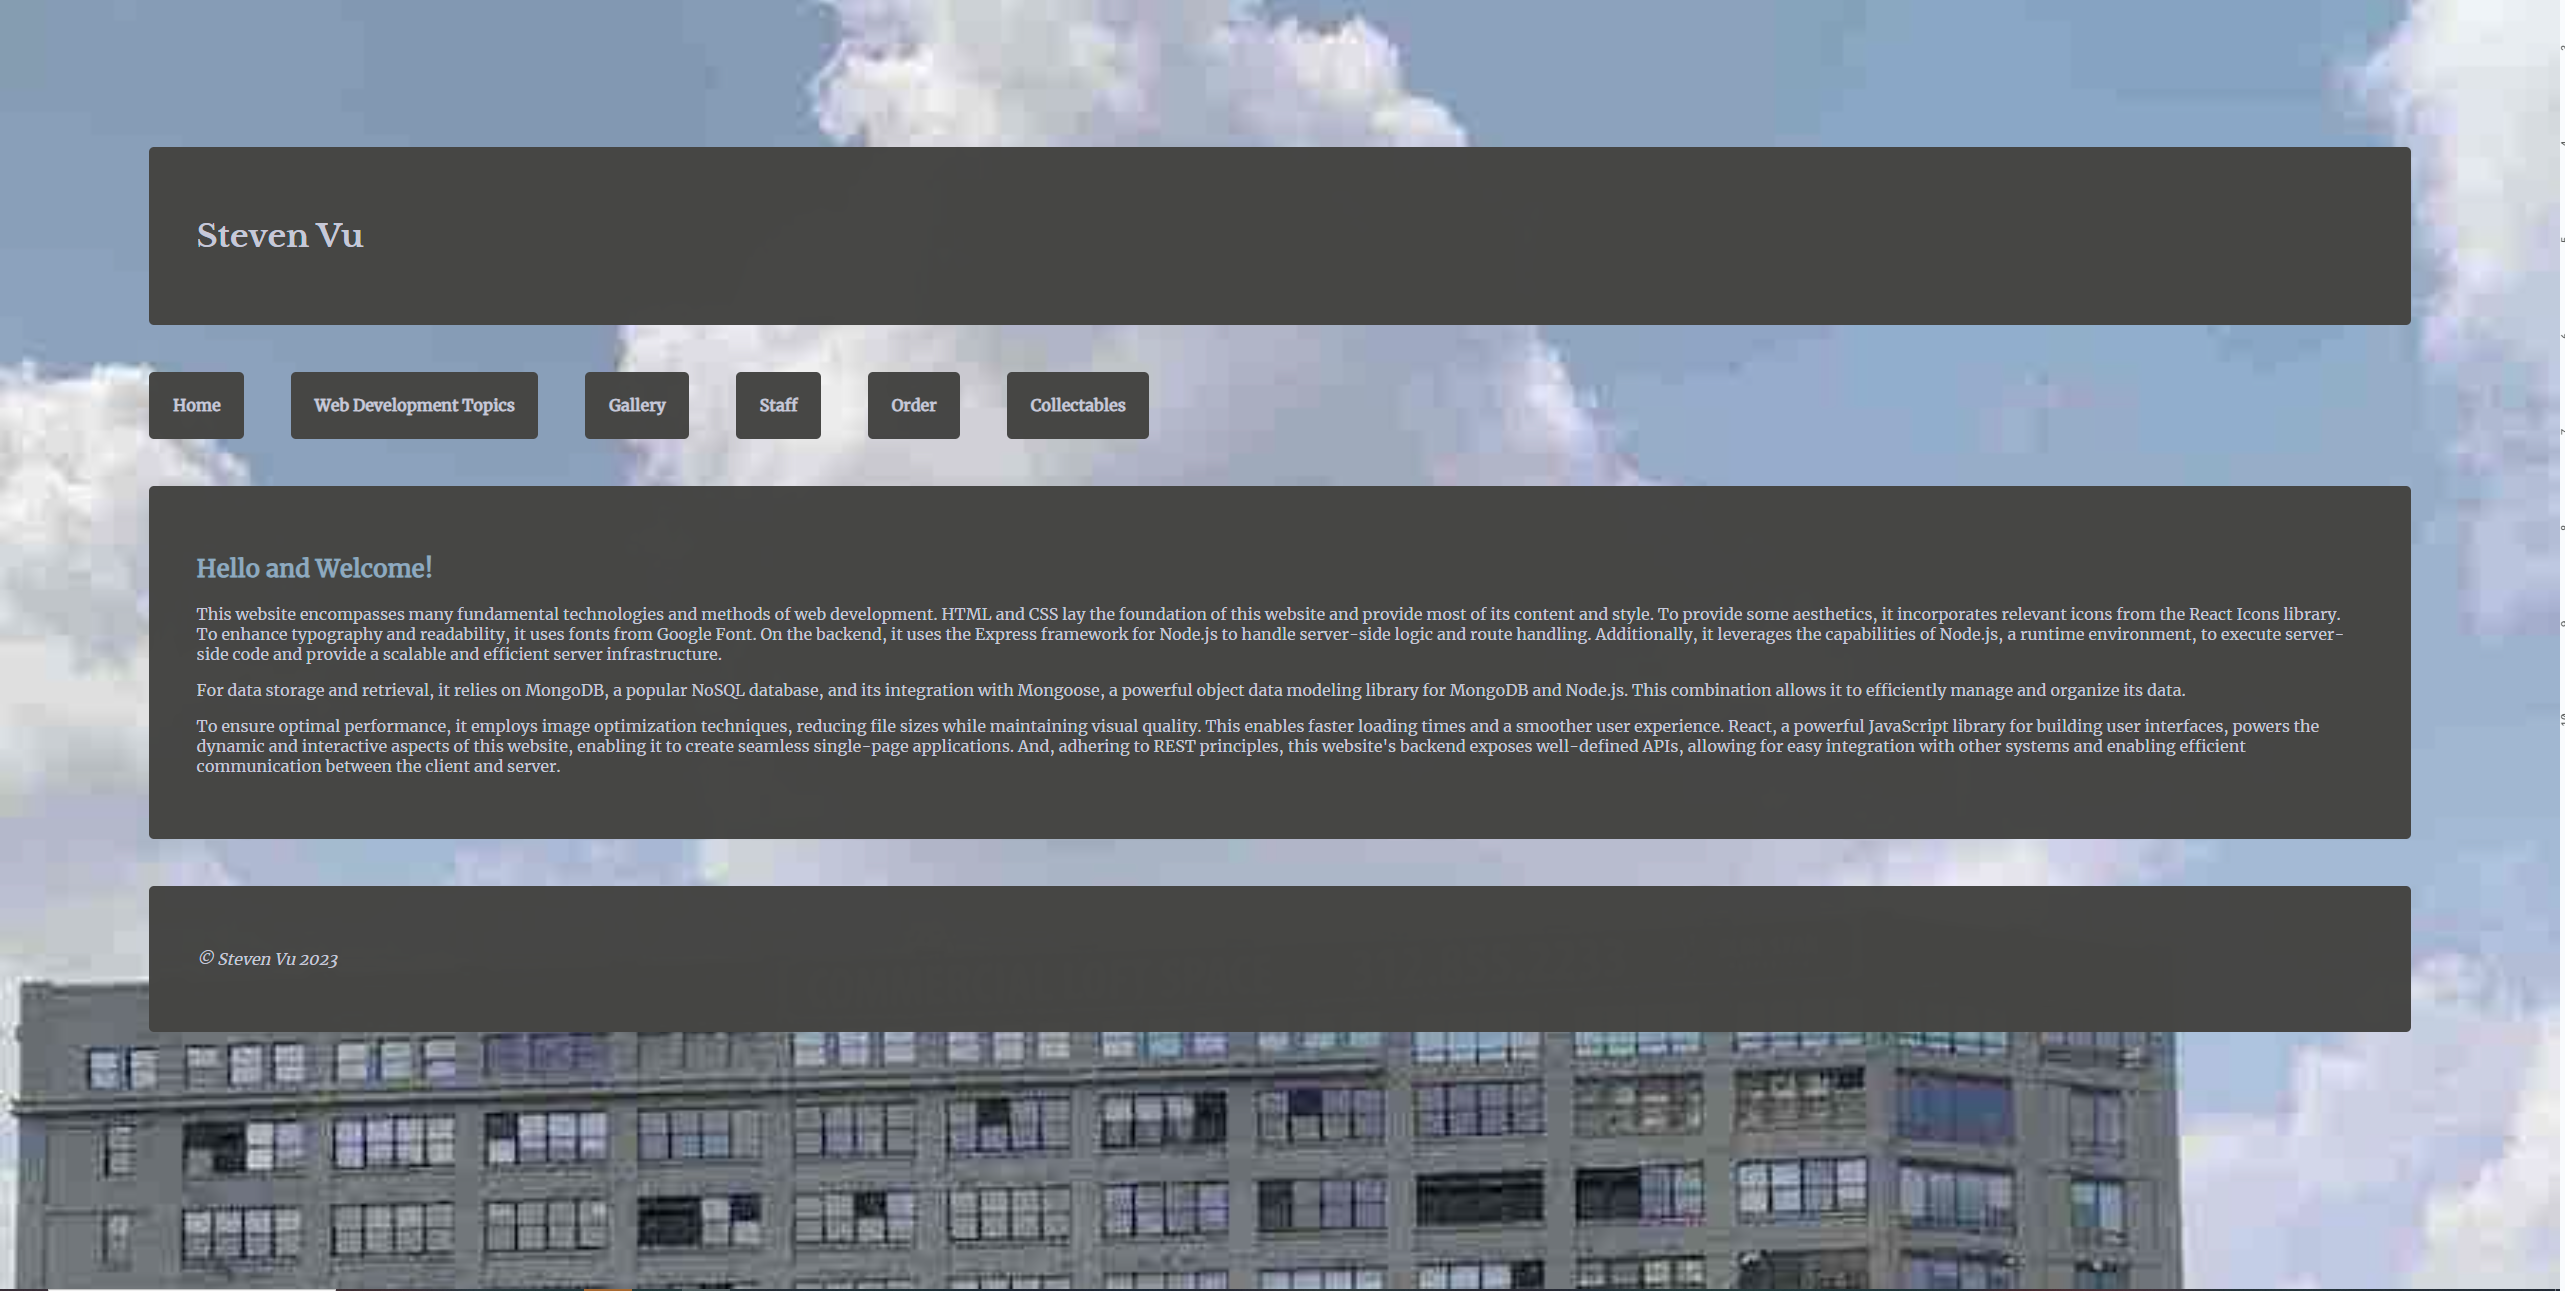 Steven Vu
Home
Web Development Topics
Gallery
Staff
Order
Collectables
Hello and Welcome!
This website encompasses many fundamental technologies and methods of web development. HTML and CSS lay the foundation of this website and provide most of its content and style. To provide some aesthetics, it incorporates relevant icons from the React Icons library.
To enhance typography and readability, it uses fonts from Google Font. On the backend, it uses the Express framework for Node.js to handle server-side logic and route handling. Additionally, it leverages the capabilities of Node.js, a runtime environment, to execute server-
side code and provide a scalable and efficient server infrastructure.
For data storage and retrieval, it relies on MongoDB, a popular NoSQL database, and its integration with Mongoose, a powerful object data modeling library for MongoDB and Node.js. This combination allows it to efficiently manage and organize its data.
To ensure optimal performance, it employs image optimization techniques, reducing file sizes while maintaining visual quality. This enables faster loading times and a smoother user experience. React, a powerful JavaScript library for building user interfaces, powers the
dynamic and interactive aspects of this website, enabling it to create seamless single-page applications. And, adhering to REST principles, this website's backend exposes well-defined APIs, allowing for easy integration with other systems and enabling efficient
communication between the client and server.
© Steven Vu 2023